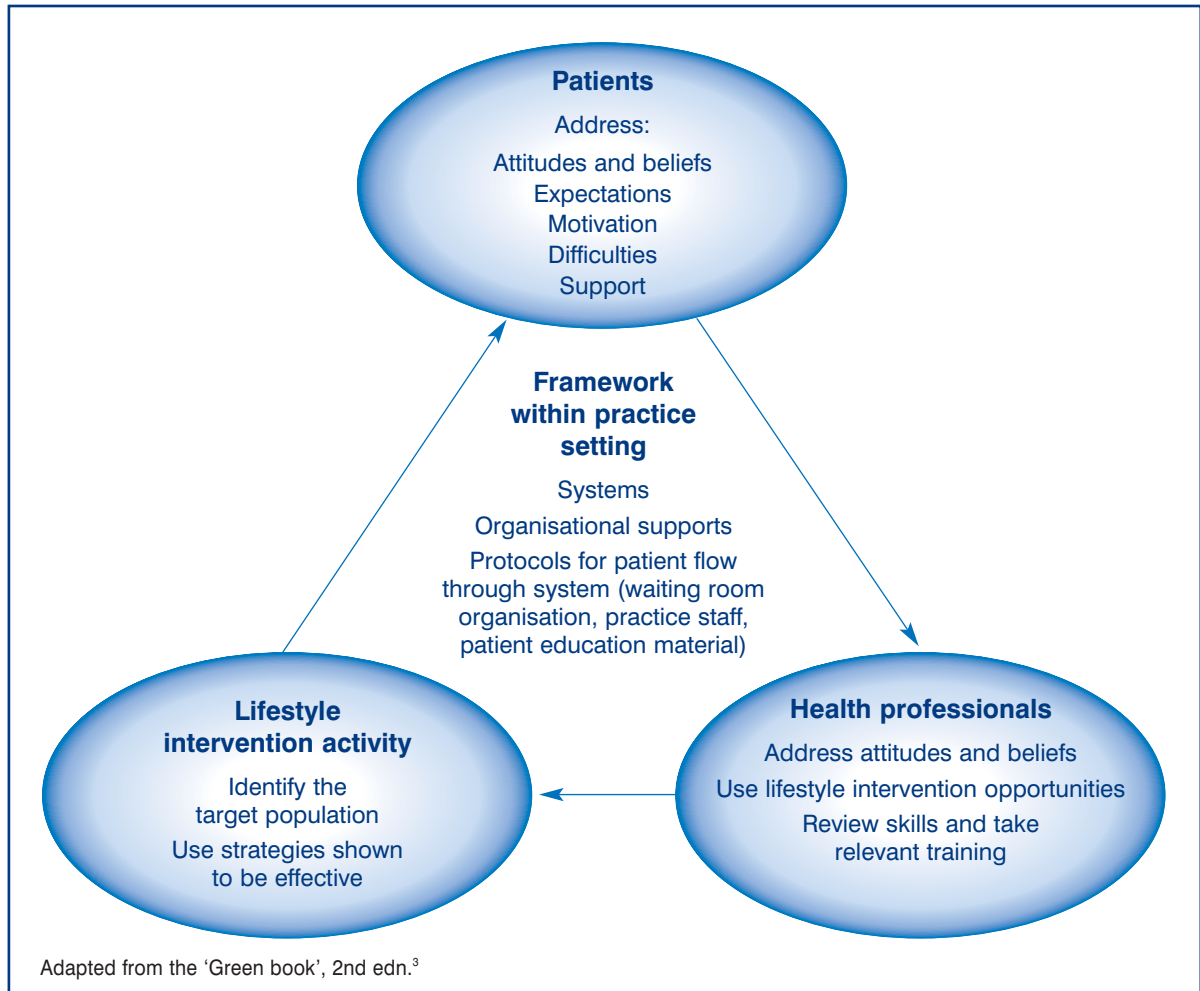 Patients
Address:
Attitudes and beliefs
Expectations
Motivation
Difficulties
Support
Framework
within practice
setting
Systems
Organisational supports
Protocols for patient flow
through system (waiting room
organisation, practice staff,
patient education material)
Lifestyle
intervention activity
Identify the
target population
Use strategies shown
to be effective
Health professionals
Address attitudes and beliefs
Use lifestyle intervention opportunities
Review skills and take
relevant training
Adapted from the ‘Green book’, 2nd edn.³